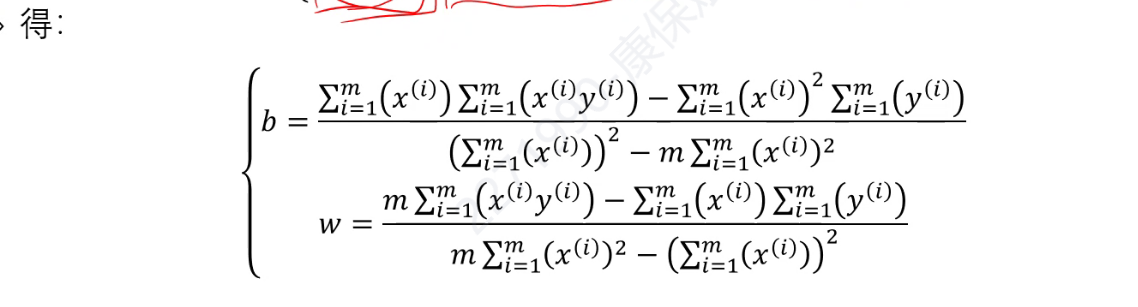 得:
b = \frac{\sum_{i=1}^{m}(x^{(i)})\sum_{i=1}^{m}(x^{(i)}y^{(i)}) - \sum_{i=1}^{m}(x^{(i)})^2\sum_{i=1}^{m}(y^{(i)})}{(\sum_{i=1}^{m}(x^{(i)}))^2 - m\sum_{i=1}^{m}(x^{(i)})^2}
w = \frac{m\sum_{i=1}^{m}(x^{(i)}y^{(i)}) - \sum_{i=1}^{m}(x^{(i)})\sum_{i=1}^{m}(y^{(i)})}{m\sum_{i=1}^{m}(x^{(i)})^2 - (\sum_{i=1}^{m}(x^{(i)}))^2}